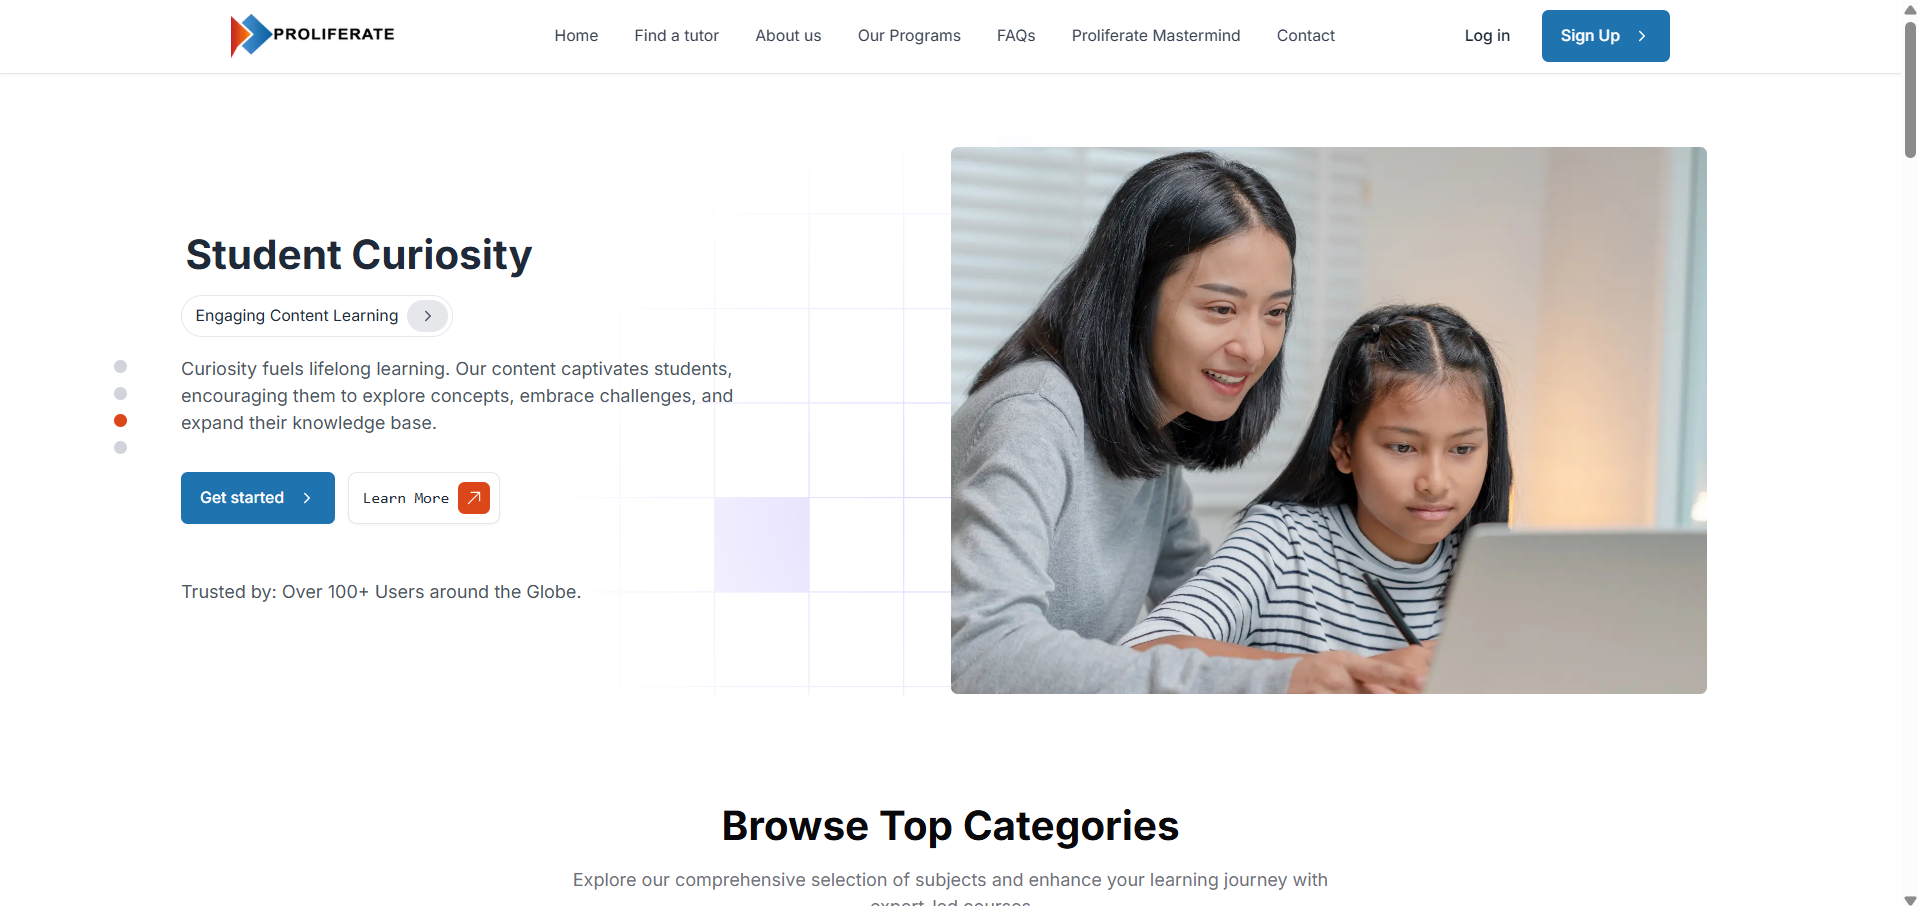 PROLIFERATE
Home
Find a tutor
About us
Our Programs
FAQs
Proliferate Mastermind
Contact
Log in
Sign Up
Student Curiosity
Engaging Content Learning
Curiosity fuels lifelong learning. Our content captivates students,
encouraging them to explore concepts, embrace challenges, and
expand their knowledge base.
Get started
Learn More
Trusted by: Over 100+ Users around the Globe.
Browse Top Categories
Explore our comprehensive selection of subjects and enhance your learning journey with
expert-led courses.